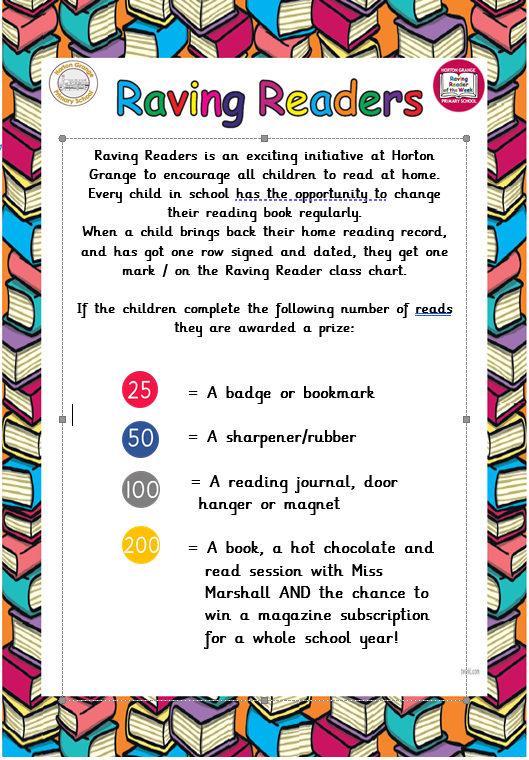 Horton Grange
Primary School
Raving Readers
HORTON GRANGE
Raving
Reader
of the Week
PRIMARY SCHOOL
Raving Readers is an exciting initiative at Horton
Grange to encourage all children to read at home.
Every child in school has the opportunity to change
their reading book regularly.
When a child brings back their home reading record,
and has got one row signed and dated, they get one
mark / on the Raving Reader class chart.
If the children complete the following number of reads
they are awarded a prize:
25 = A badge or bookmark
50 = A sharpener/rubber
100 = A reading journal, door
hanger or magnet
200 = A book, a hot chocolate and
read session with Miss
Marshall AND the chance to
win a magazine subscription
for a whole school year!